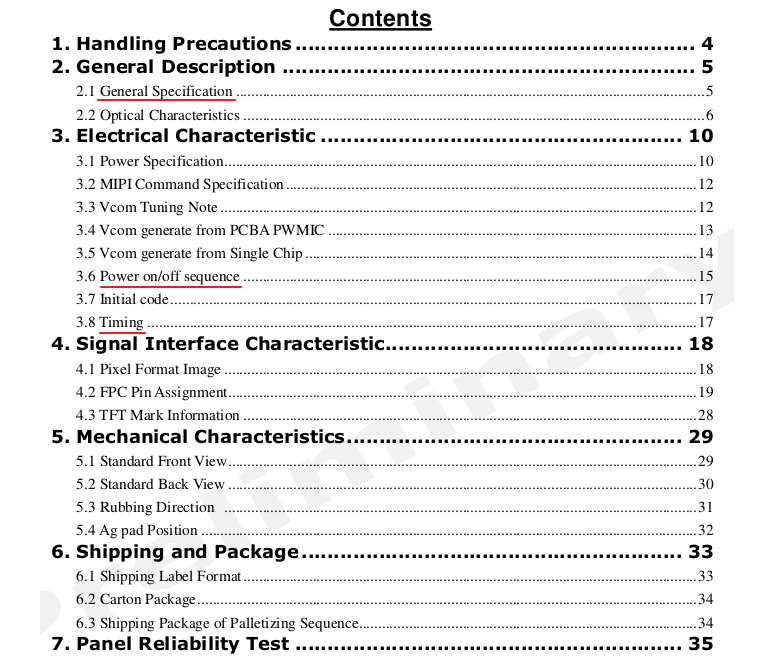 Contents
1. Handling Precautions ................................................................ 4
2. General Description ................................................................ 5
2.1 General Specification ................................................................ 5
2.2 Optical Characteristics ................................................................ 6
3. Electrical Characteristic ................................................................ 10
3.1 Power Specification ................................................................ 10
3.2 MIPI Command Specification ................................................................ 12
3.3 Vcom Tuning Note ................................................................ 12
3.4 Vcom generate from PCBA PWMIC ................................................................ 13
3.5 Vcom generate from Single Chip ................................................................ 14
3.6 Power on/off sequence ................................................................ 15
3.7 Initial code ................................................................ 17
3.8 Timing ................................................................ 17
4. Signal Interface Characteristic ................................................................ 18
4.1 Pixel Format Image ................................................................ 18
4.2 FPC Pin Assignment ................................................................ 19
4.3 TFT Mark Information ................................................................ 28
5. Mechanical Characteristics ................................................................ 29
5.1 Standard Front View ................................................................ 29
5.2 Standard Back View ................................................................ 30
5.3 Rubbing Direction ................................................................ 31
5.4 Ag pad Position ................................................................ 32
6. Shipping and Package ................................................................ 33
6.1 Shipping Label Format ................................................................ 33
6.2 Carton Package ................................................................ 34
6.3 Shipping Package of Palletizing Sequence ................................................................ 34
7. Panel Reliability Test ................................................................ 35
Preliminary